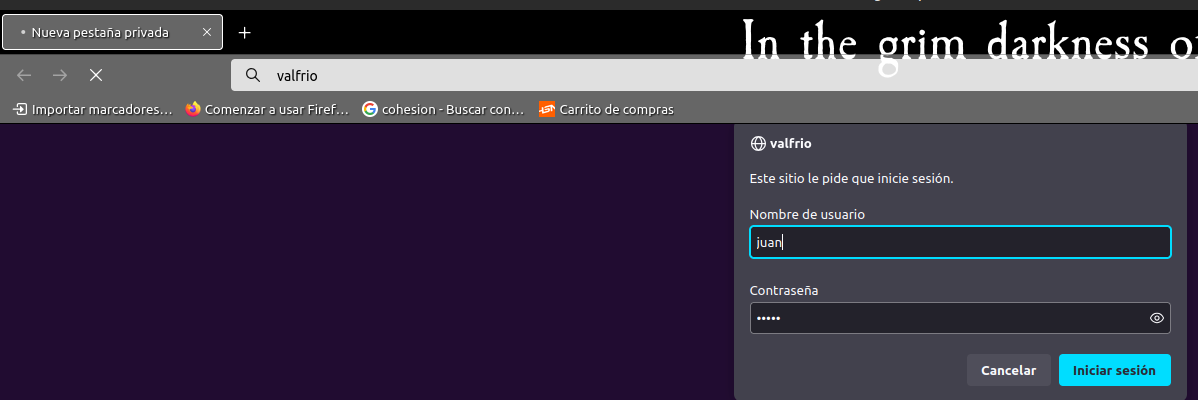 Nueva pestaña privada
In the grim darkness of
valfrio
Importar marcadores... Comenzar a usar Firef... cohesion - Buscar con... Carrito de compras
valfrio
Este sitio le pide que inicie sesión.
Nombre de usuario
juan
Contraseña
•••••
Cancelar Iniciar sesión